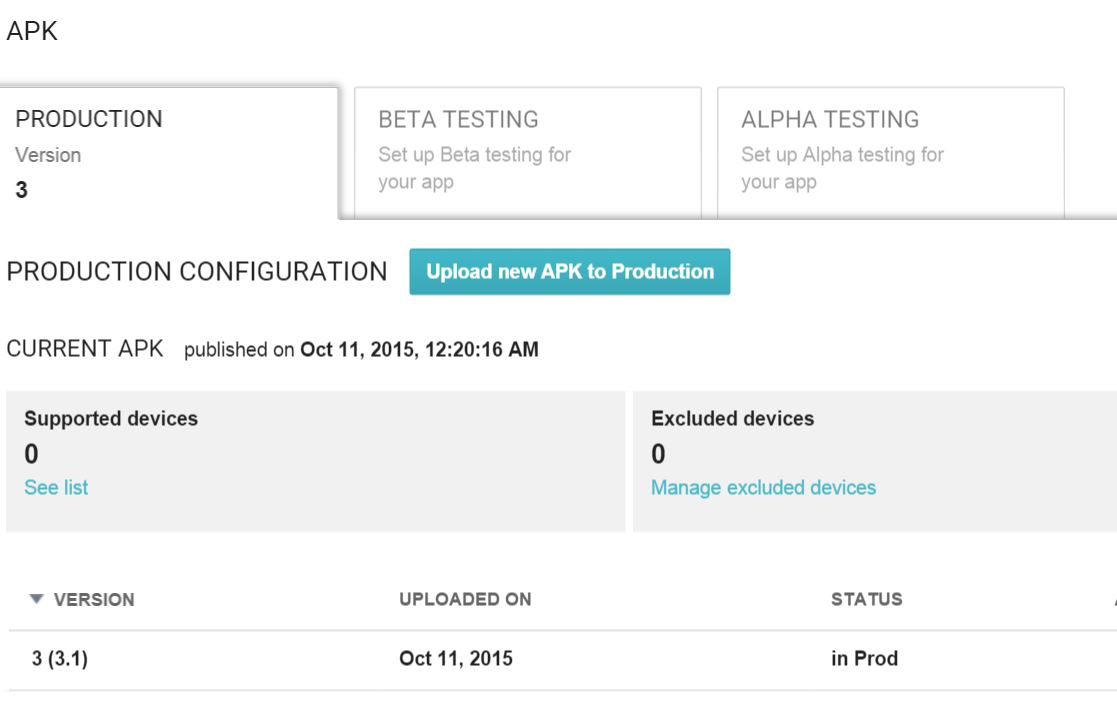 APK
PRODUCTION
Version
3
BETA TESTING
Set up Beta testing for
your app
ALPHA TESTING
Set up Alpha testing for
your app
PRODUCTION CONFIGURATION Upload new APK to Production
CURRENT APK published on Oct 11, 2015, 12:20:16 AM
Supported devices
0
See list
Excluded devices
0
Manage excluded devices
VERSION UPLOADED ON STATUS
3 (3.1) Oct 11, 2015 in Prod